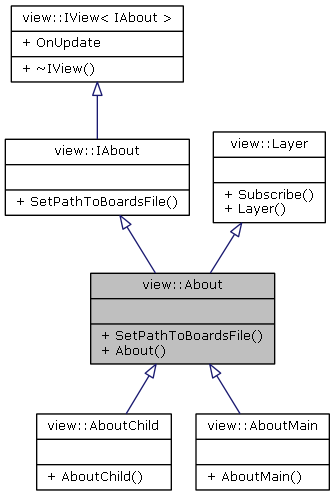 view::IView< IAbout >
+ OnUpdate
+ ~IView()
view::IAbout
+ SetPathToBoardsFile()
view::Layer
+ Subscribe()
+ Layer()
view::About
+ SetPathToBoardsFile()
+ About()
view::AboutChild
+ AboutChild()
view::AboutMain
+ AboutMain()